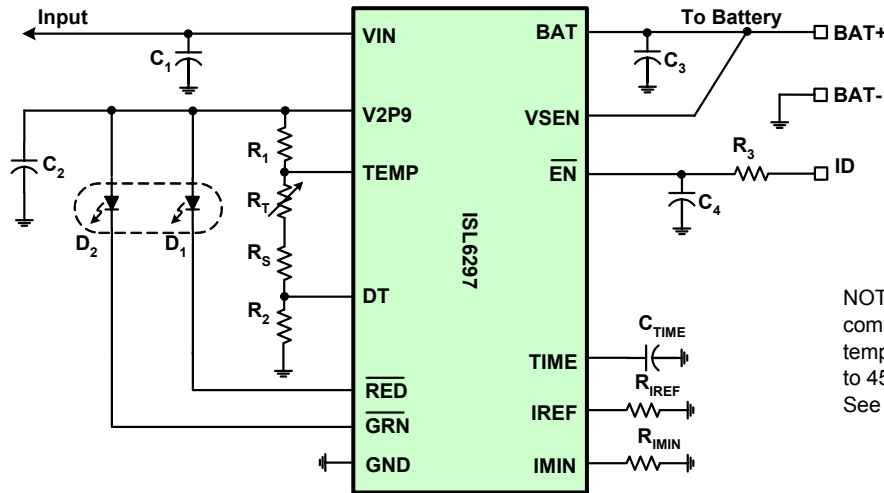 Input
To Battery
VIN
BAT
BAT+
C1
C3
V2P9
VSEN
BAT-
R1
C2
TEMP
EN
R3
ID
RT
C4
D2
D1
RS
ISL6297
DT
R2
CTIME
TIME
RED
RIREF
IREF
GRN
RIMIN
GND
IMIN
NOT
com
temp
to 45
See